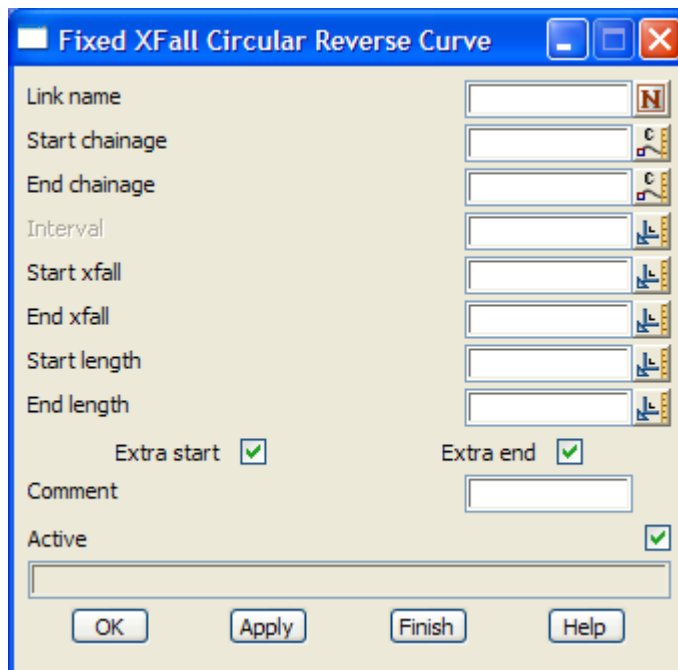 Fixed XFall Circular Reverse Curve
Link name N
Start chainage C
End chainage C
Interval
Start xfall
End xfall
Start length
End length
Extra start Extra end
Comment
Active
OK Apply Finish Help